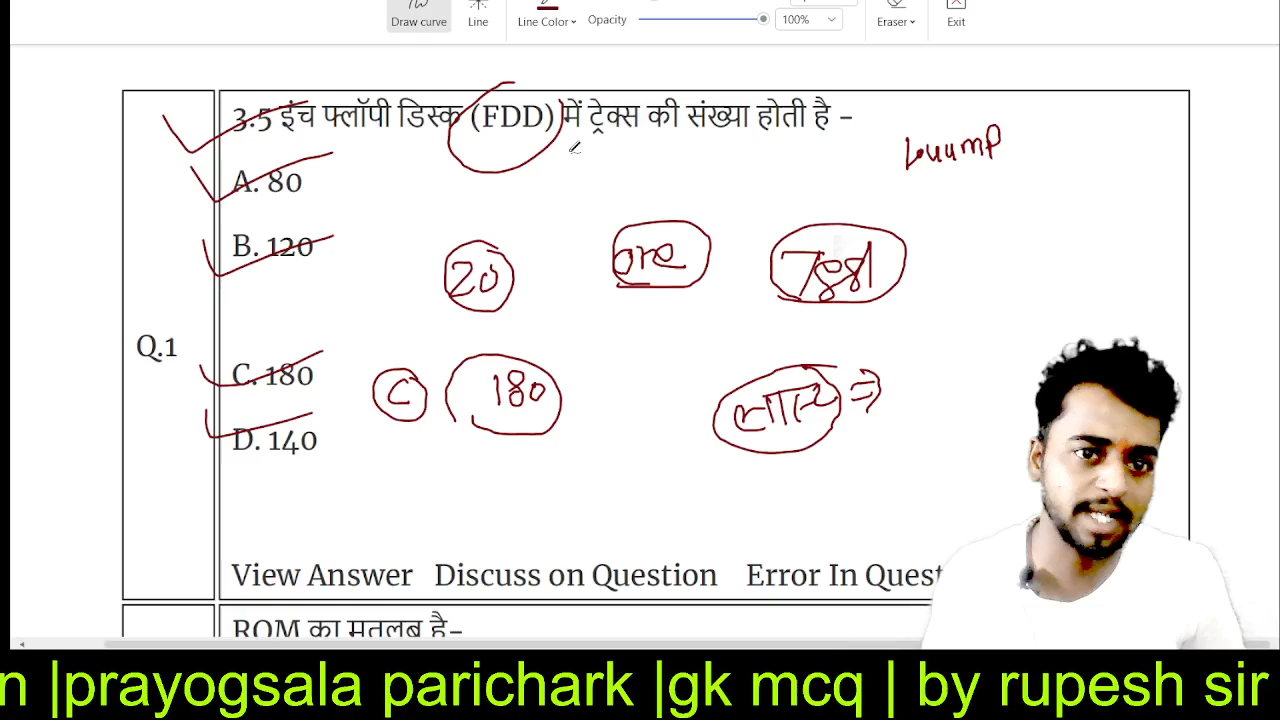 Draw curve Line Line Color Opacity 100% Eraser Exit
3.5 इंच फ्लॉपी डिस्क (FDD) में ट्रेक्स की संख्या होती है -
A. 80
B. 120
20
Q.1
C. 180
C 180
D. 140
View Answer Discuss on Question Error In Quest
ROM का मतलब है-
n |prayogsala parichark |gk mcq | by rupesh sir